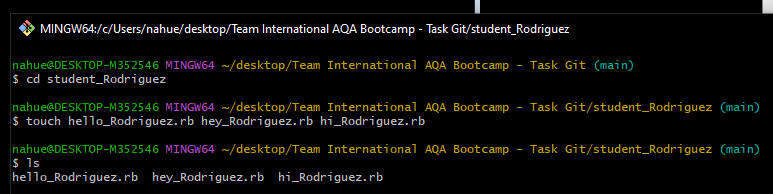 MINGW64:/c/Users/nahue/desktop/Team International AQA Bootcamp - Task Git/student_Rodriguez
nahue@DESKTOP-M352546 MINGW64 ~/desktop/Team International AQA Bootcamp - Task Git (main)
$ cd student_Rodriguez
nahue@DESKTOP-M352546 MINGW64 ~/desktop/Team International AQA Bootcamp - Task Git/student_Rodriguez (main)
$ touch hello_Rodriguez.rb hey_Rodriguez.rb hi_Rodriguez.rb
nahue@DESKTOP-M352546 MINGW64 ~/desktop/Team International AQA Bootcamp - Task Git/student_Rodriguez (main)
$ ls
hello_Rodriguez.rb  hey_Rodriguez.rb  hi_Rodriguez.rb